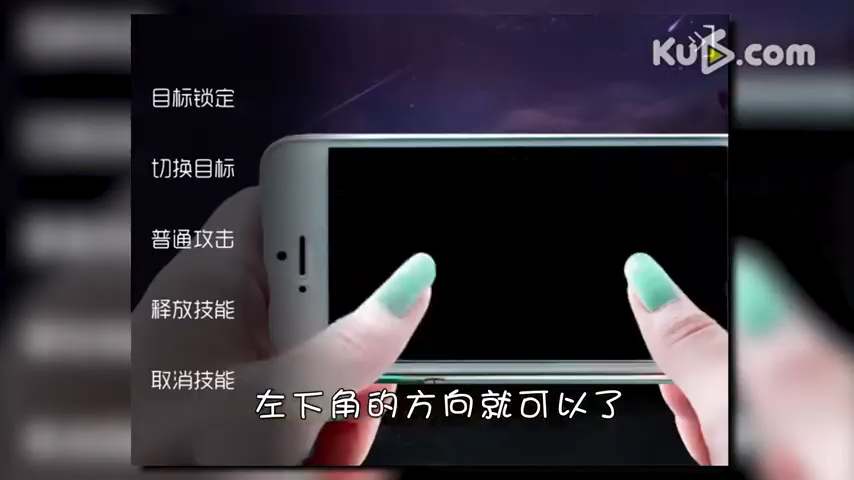 Ku6.com
目标锁定
切换目标
普通攻击
释放技能
取消技能
左下角的方向就可以了